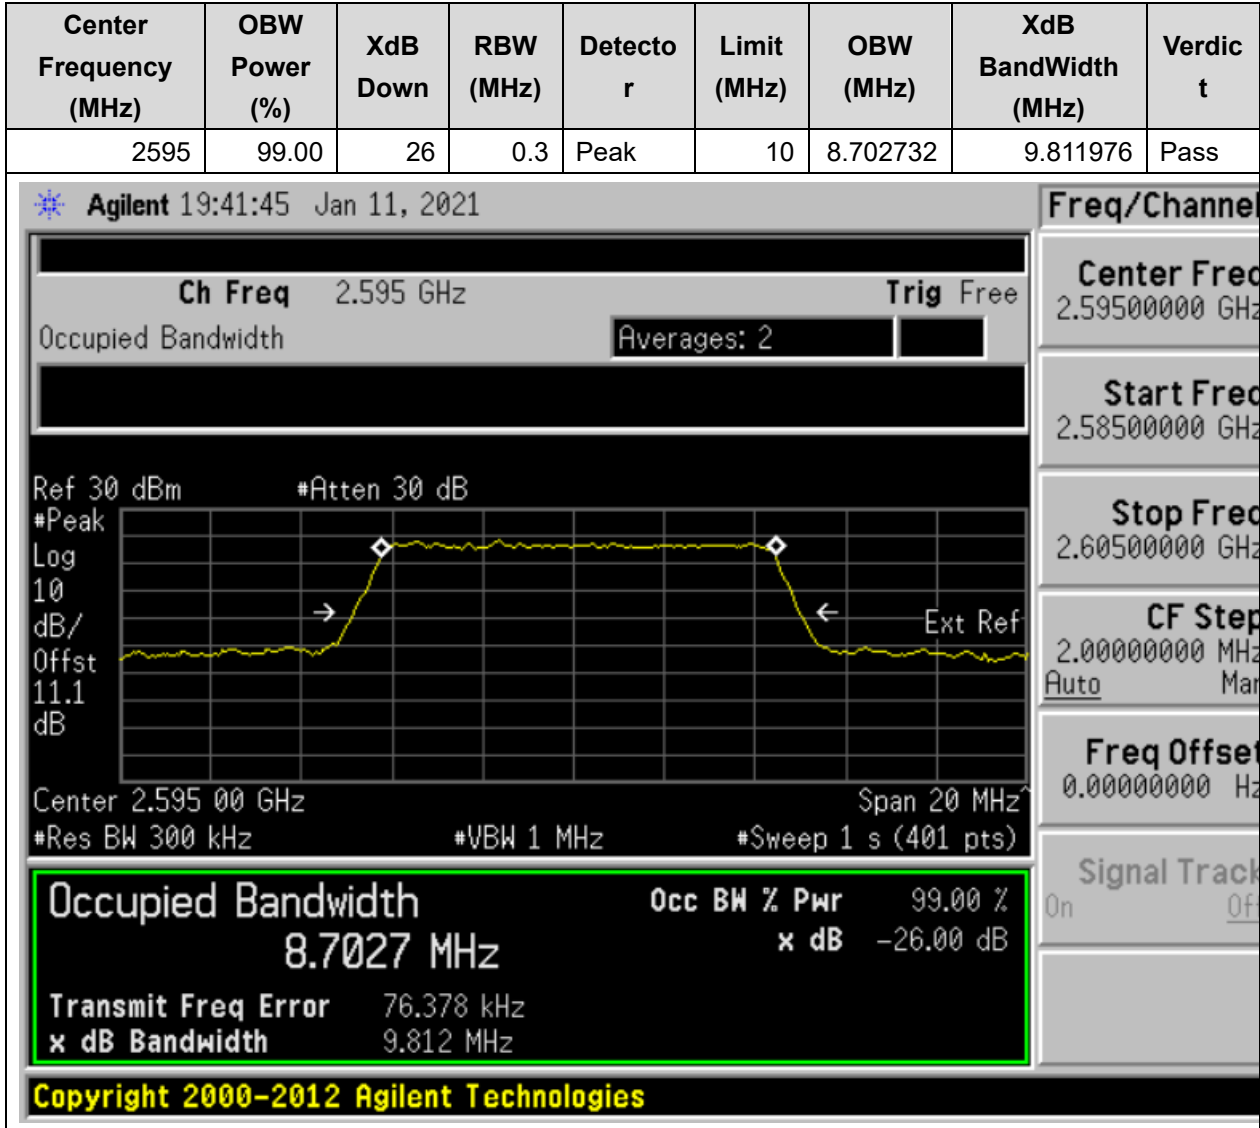 Center Frequency (MHz) OBW Power (%) XdB Down RBW (MHz) Detecto r Limit (MHz) OBW (MHz) XdB BandWidth (MHz) Verdic t
2595 99.00 26 0.3 Peak 10 8.702732 9.811976 Pass
Agilent 19:41:45 Jan 11, 2021
Freq/Channel
Ch Freq 2.595 GHz Trig Free
Occupied Bandwidth Averages: 2
Center Freq
2.59500000 GHz
Start Freq
2.58500000 GHz
Stop Freq
2.60500000 GHz
CF Step
2.00000000 MHz
Auto Man
Freq Offset
0.00000000 Hz
Signal Track
On Off
Ref 30 dBm #Atten 30 dB
#Peak
Log
10
dB/
Offst
11.1
dB
Ext Ref
Center 2.595 00 GHz Span 20 MHz^
#Res BW 300 kHz #VBW 1 MHz #Sweep 1 s (401 pts)
Occupied Bandwidth Occ BW % Pwr 99.00 %
8.7027 MHz x dB -26.00 dB
Transmit Freq Error 76.378 kHz
x dB Bandwidth 9.812 MHz
Copyright 2000-2012 Agilent Technologies